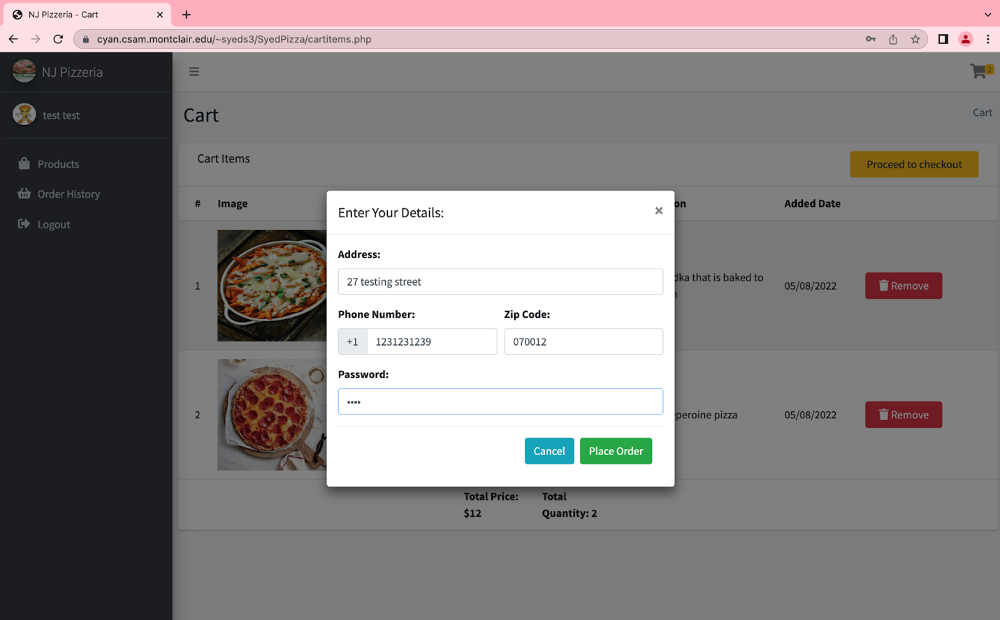 NJ Pizzeria - Cart
cyan.csam.montclair.edu/~syeds3/SyedPizza/cartitems.php
NJ Pizzeria
2
test test
Cart
Cart
Products
Order History
Logout
Cart Items
Proceed to checkout
# Image on Added Date
Enter Your Details: ×
Address:
27 testing street
Phone Number: Zip Code:
+1 1231231239 070012
Password:
••••
Cancel Place Order
1 dka that is baked to
n
05/08/2022 Remove
2 peroine pizza 05/08/2022 Remove
Total Price: Total
$12 Quantity: 2